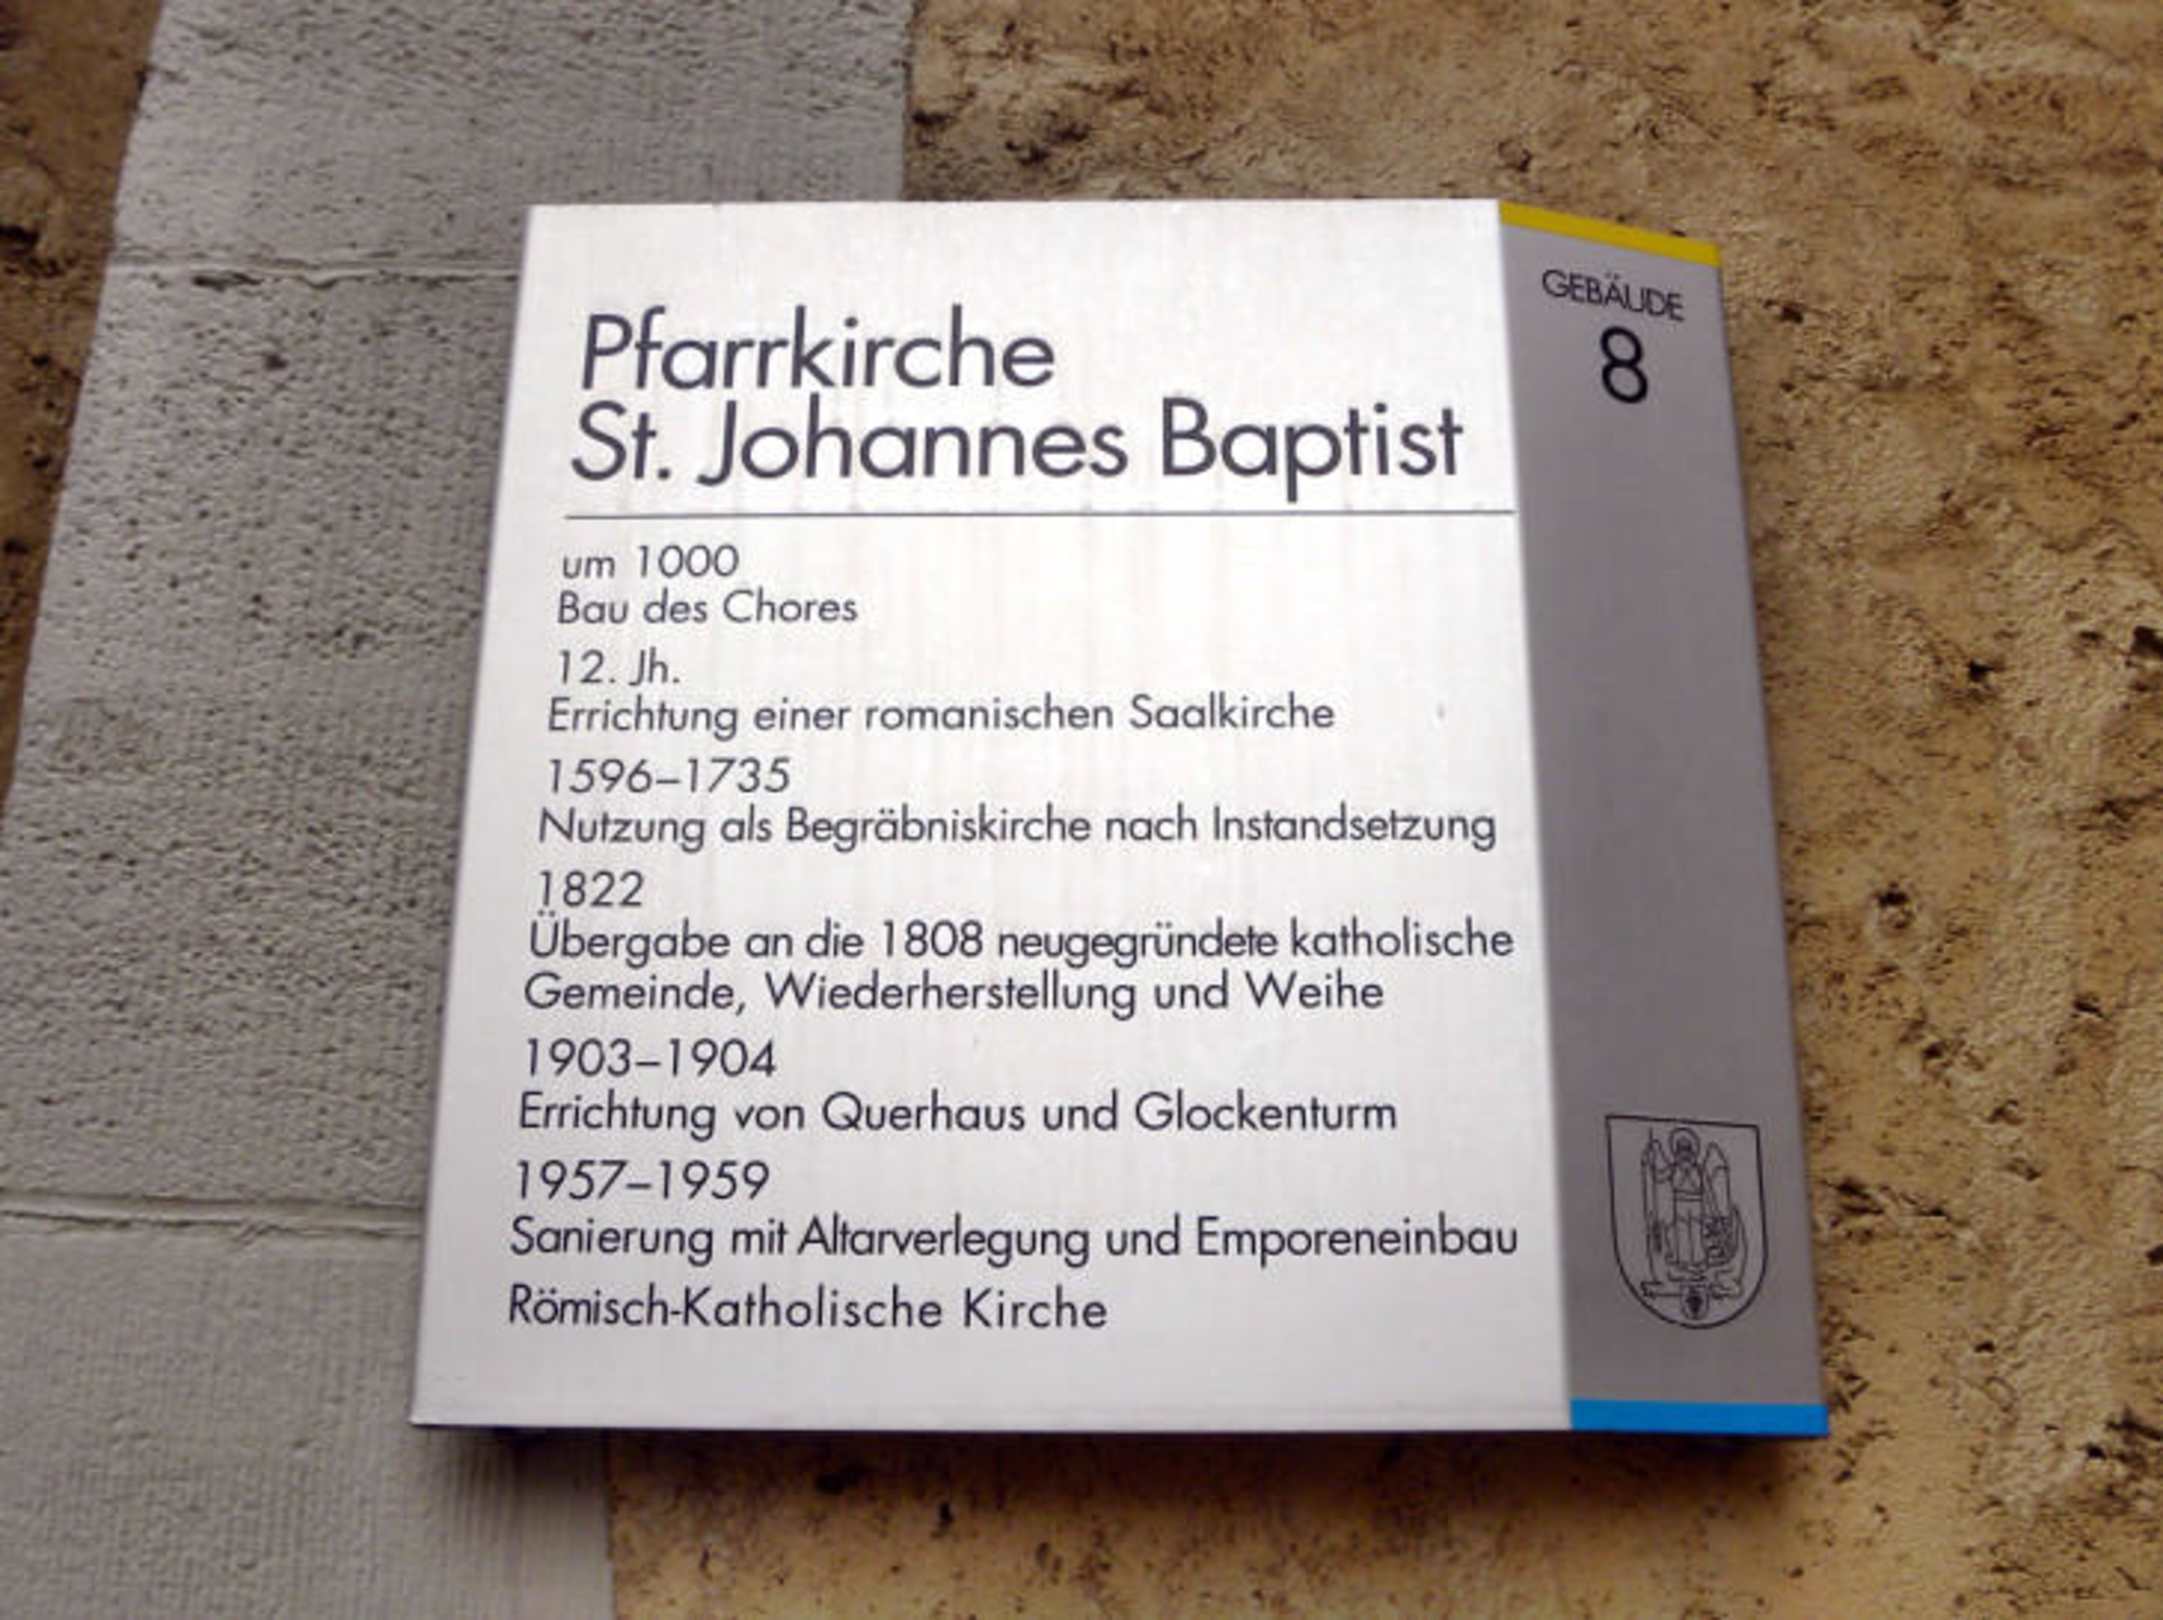 Pfarrkirche
St. Johannes Baptist
um 1000
Bau des Chores
12. Jh.
Errichtung einer romanischen Saalkirche
1596–1735
Nutzung als Begräbniskirche nach Instandsetzung
1822
Übergabe an die 1808 neugegründete katholische
Gemeinde, Wiederherstellung und Weihe
1903–1904
Errichtung von Querhaus und Glockenturm
1957–1959
Sanierung mit Altarverlegung und Emporeneinbau
Römisch-Katholische Kirche
GEBÄUDE
8